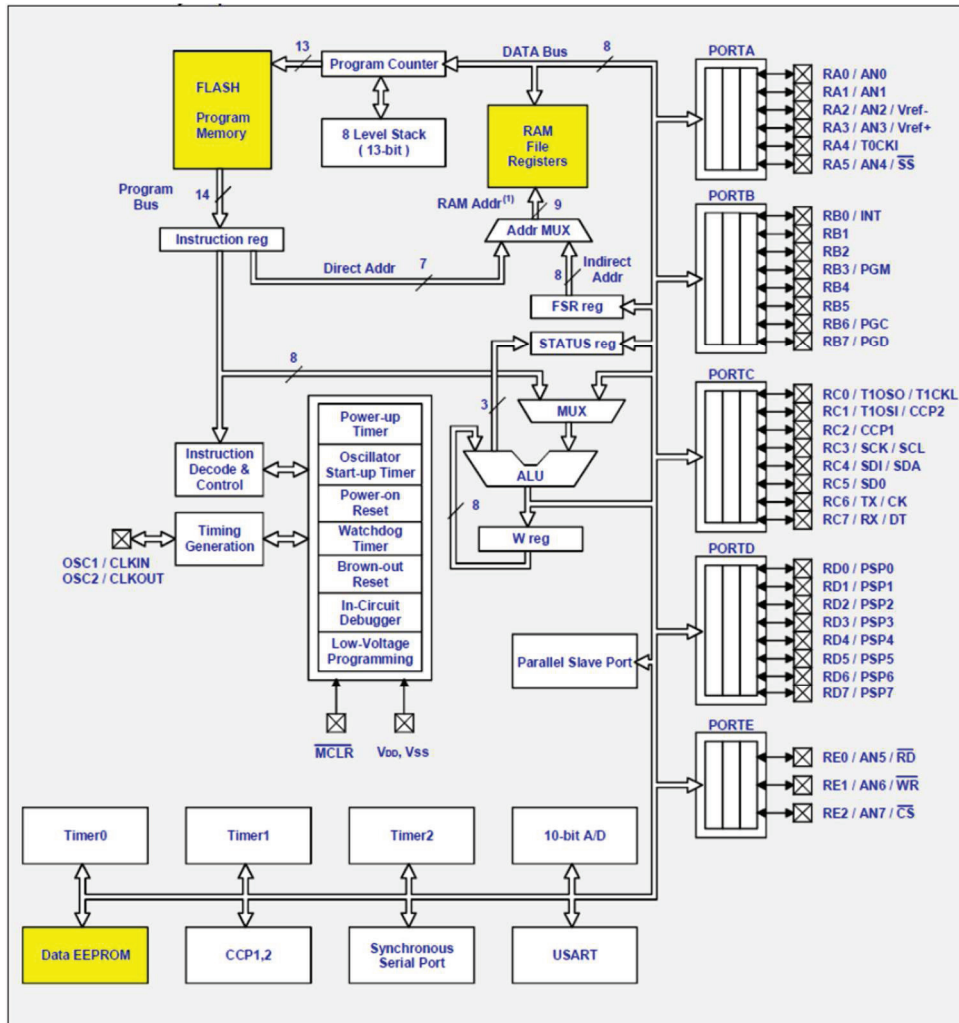 13
Program Counter
DATA Bus
8
FLASH
Program
Memory
8 Level Stack
( 13-bit )
RAM
File
Registers
Program
Bus
14
RAM Addr(1)
9
Addr MUX
Instruction reg
Direct Addr
7
8
Indirect
Addr
FSR reg
STATUS reg
8
3
MUX
Power-up
Timer
Oscillator
Start-up Timer
Power-on
Reset
Watchdog
Timer
Brown-out
Reset
In-Circuit
Debugger
Low-Voltage
Programming
Instruction
Decode &
Control
ALU
8
W reg
Timing
Generation
OSC1 / CLKIN
OSC2 / CLKOUT
Parallel Slave Port
MCLR
VDD, VSS
PORTA
RA0 / AN0
RA1 / AN1
RA2 / AN2 / Vref-
RA3 / AN3 / Vref+
RA4 / T0CKI
RA5 / AN4 / SS
PORTB
RB0 / INT
RB1
RB2
RB3 / PGM
RB4
RB5
RB6 / PGC
RB7 / PGD
PORTC
RC0 / T1OSO / T1CKL
RC1 / T1OSI / CCP2
RC2 / CCP1
RC3 / SCK / SCL
RC4 / SDI / SDA
RC5 / SD0
RC6 / TX / CK
RC7 / RX / DT
PORTD
RD0 / PSP0
RD1 / PSP1
RD2 / PSP2
RD3 / PSP3
RD4 / PSP4
RD5 / PSP5
RD6 / PSP6
RD7 / PSP7
PORTE
RE0 / AN5 / RD
RE1 / AN6 / WR
RE2 / AN7 / CS
Timer0
Timer1
Timer2
10-bit A/D
Data EEPROM
CCP1,2
Synchronous
Serial Port
USART